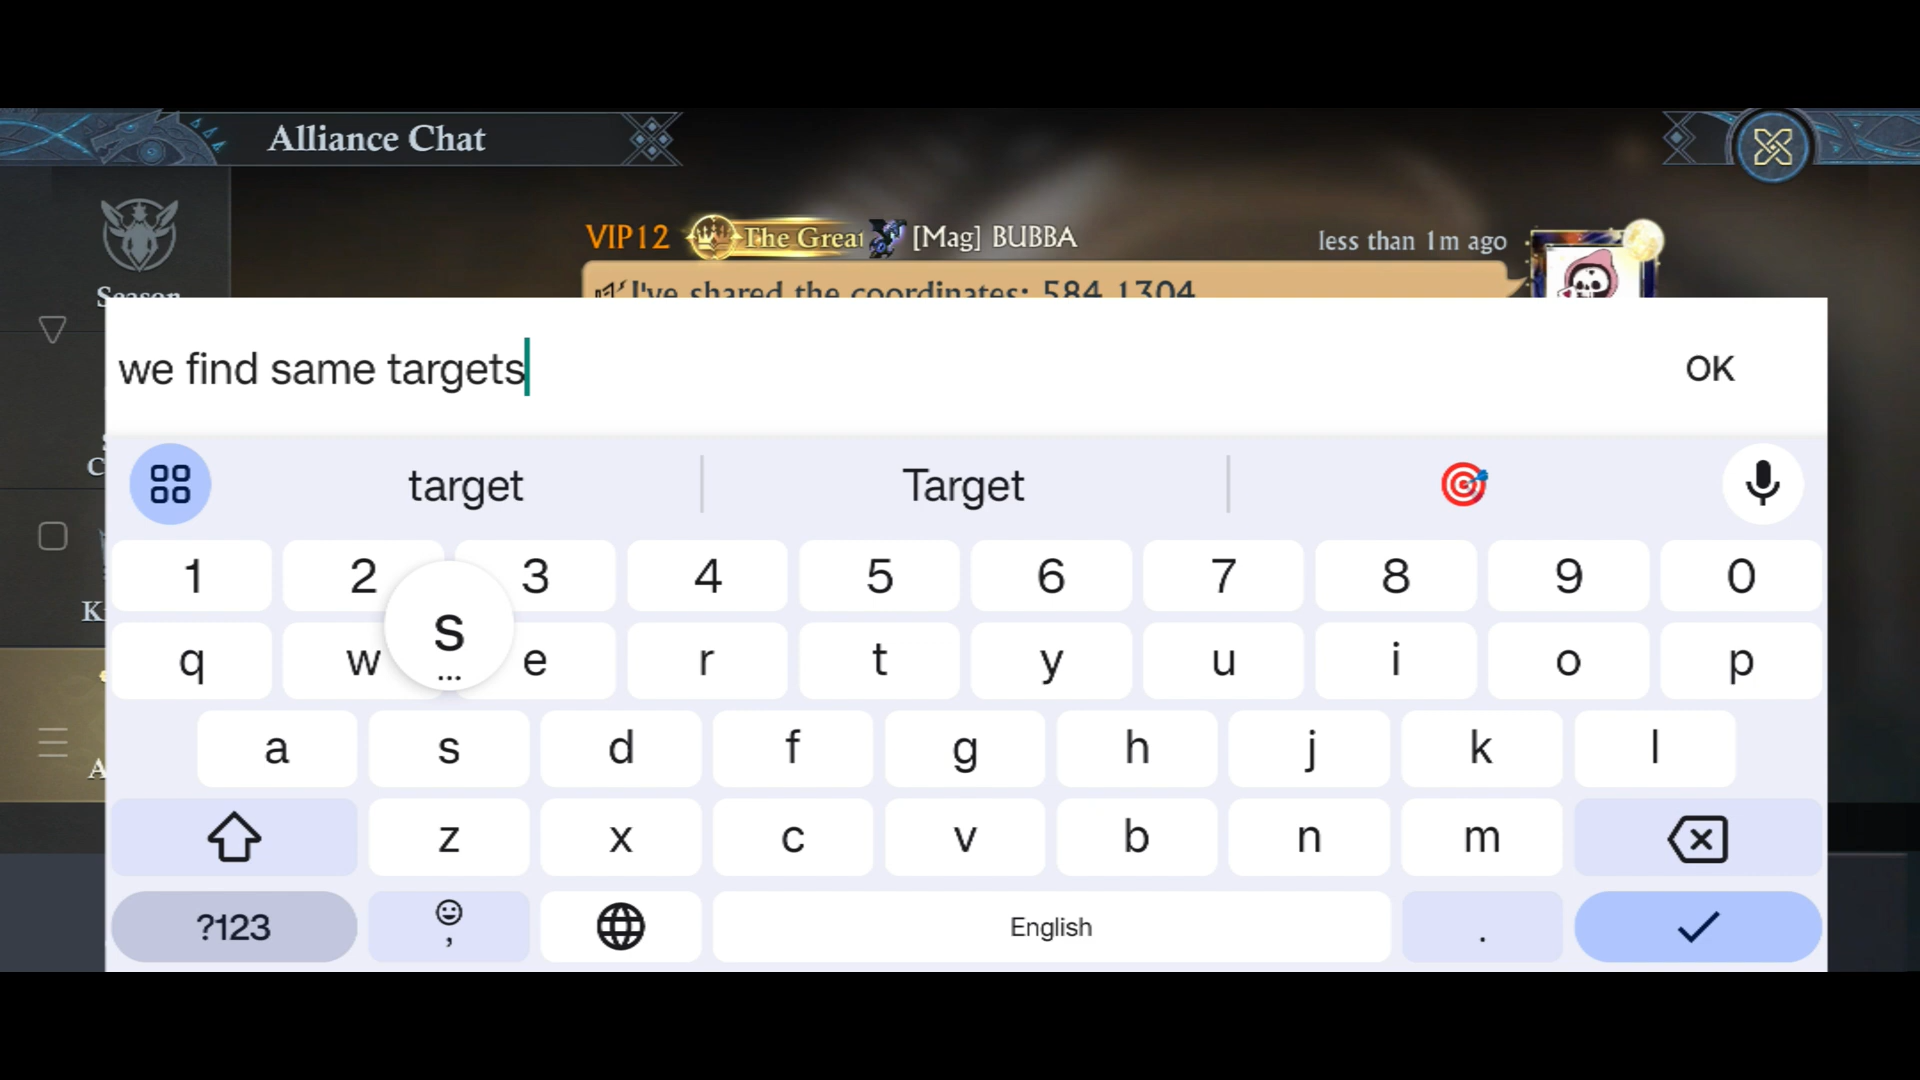 Alliance Chat
VIP12 The Great [Mag] BUBBA less than 1m ago
Season
I've shared the coordinates: 584,1304
we find same targets OK
target Target
1 2 3 4 5 6 7 8 9 0
s
...
q w e r t y u i o p
a s d f g h j k l
z x c v b n m
?123 , English .